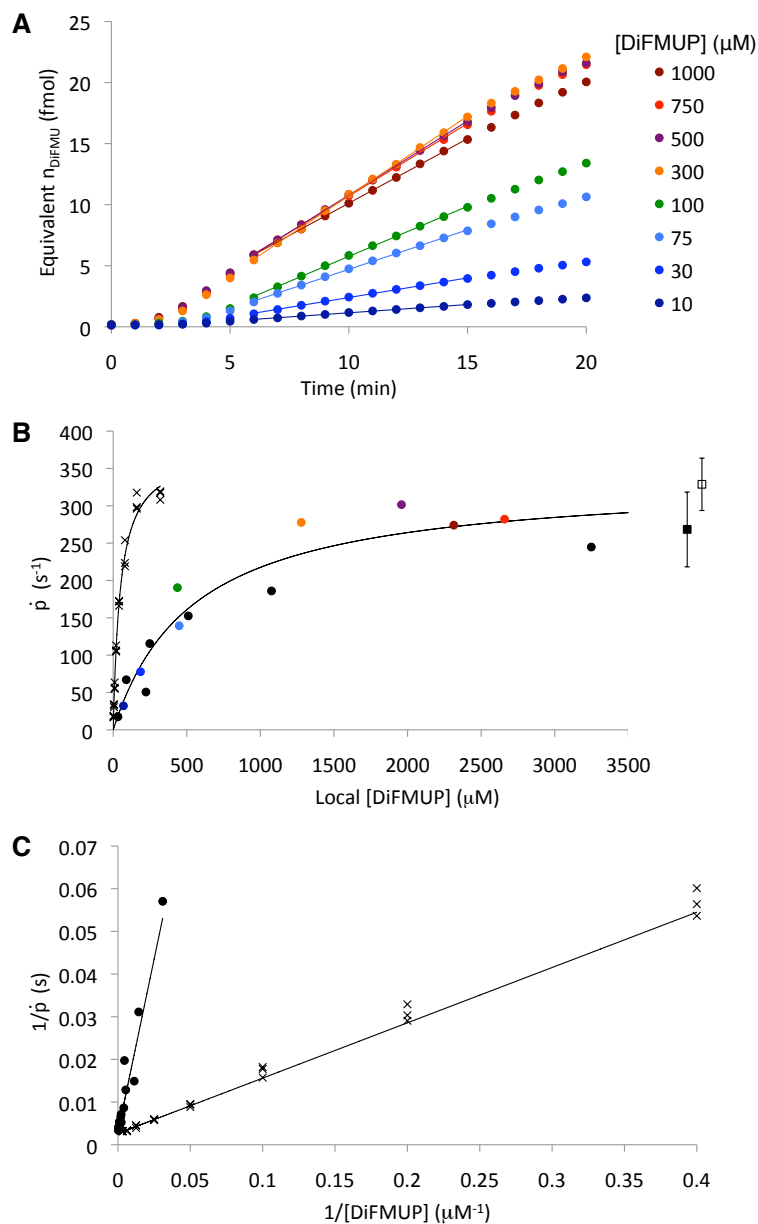 A
Equivalent n_DiFMU (fmol)
25
20
15
10
5
0
0 5 10 15 20
Time (min)
[DiFMUP] (μM)
1000
750
500
300
100
75
30
10
B
ṗ (s⁻¹)
400
350
300
250
200
150
100
50
0
0 500 1000 1500 2000 2500 3000 3500
Local [DiFMUP] (μM)
C
1/ṗ (s)
0.07
0.06
0.05
0.04
0.03
0.02
0.01
0
0 0.05 0.1 0.15 0.2 0.25 0.3 0.35 0.4
1/[DiFMUP] (μM⁻¹)